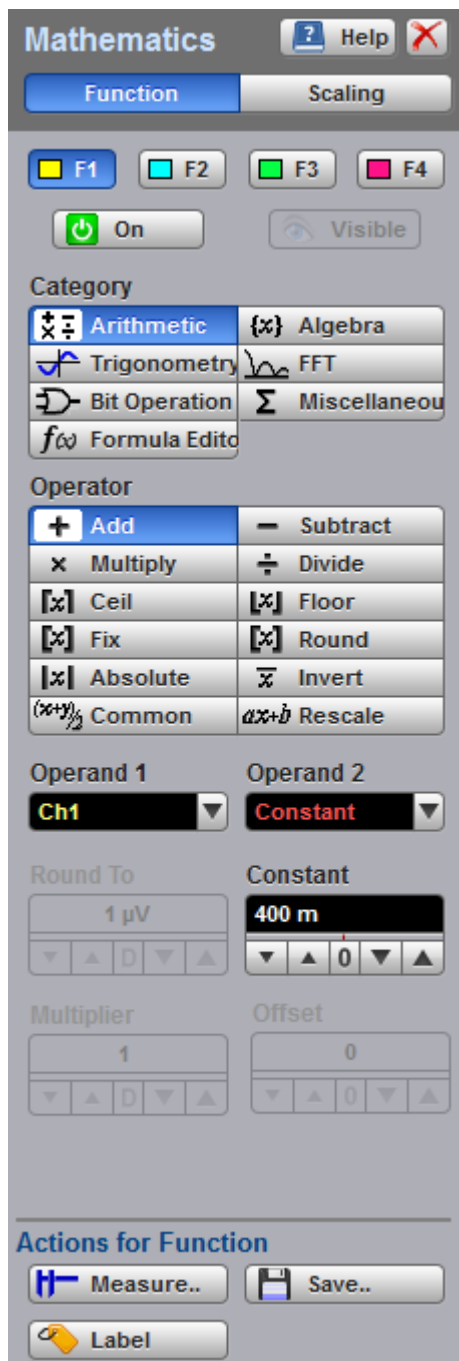 Mathematics Help
Function Scaling
F1 F2 F3 F4
On Visible
Category
Arithmetic {x} Algebra
Trigonometry FFT
Bit Operation Σ Miscellaneou
f(x) Formula Edito
Operator
+ Add − Subtract
× Multiply ÷ Divide
⌈x⌉ Ceil ⌊x⌋ Floor
[x] Fix [x] Round
|x| Absolute x̅ Invert
(x+y)/2 Common ax+b Rescale
Operand 1 Operand 2
Ch1 Constant
Round To Constant
1 µV 400 m
D 0
Multiplier Offset
1 0
D 0
Actions for Function
Measure.. Save..
Label